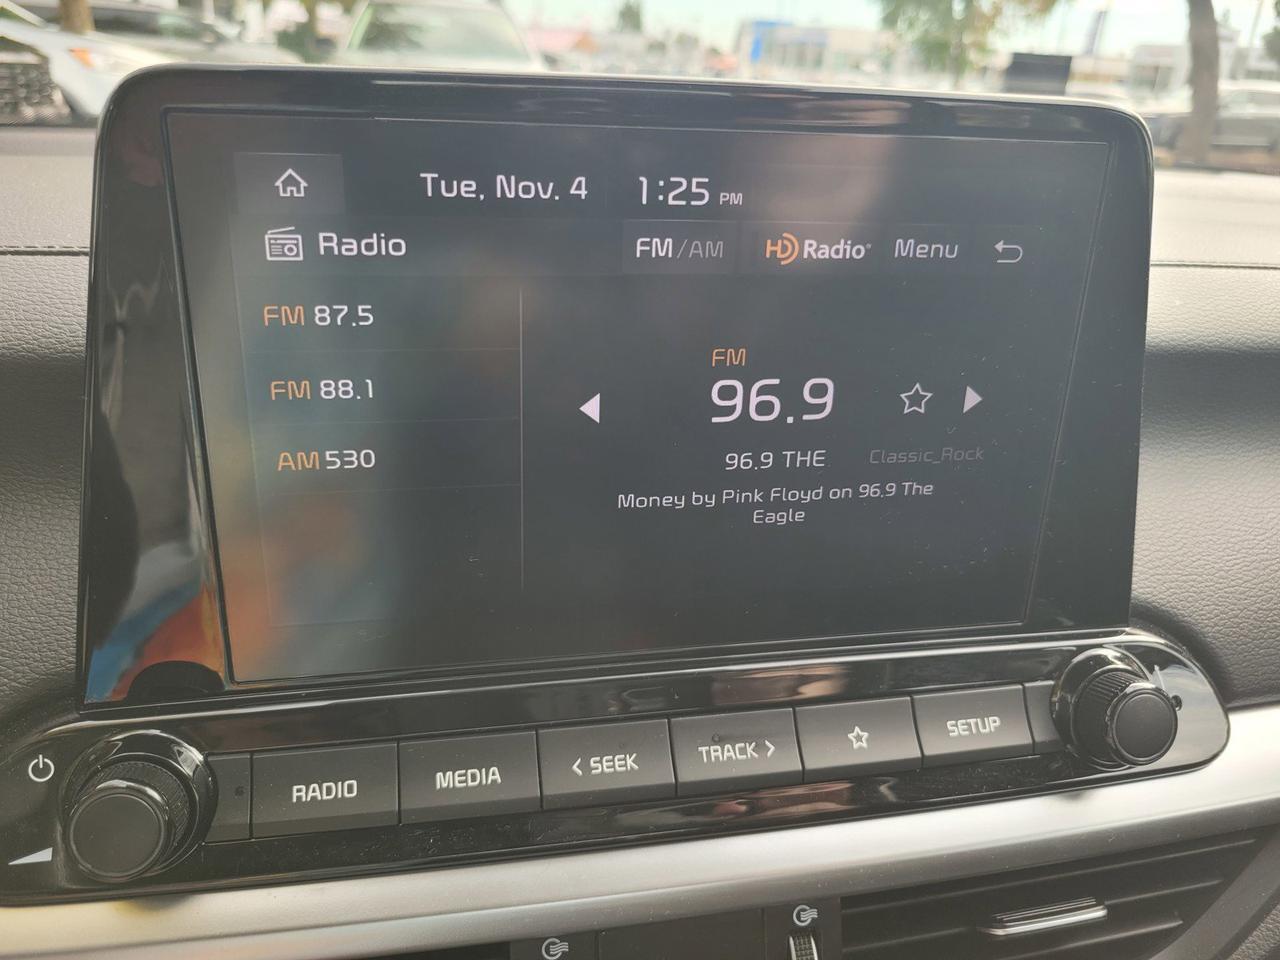 Tue, Nov. 4 1:25 PM
Radio FM/AM HD Radio® Menu
FM 87.5
FM 88.1
AM 530
FM
96.9
96.9 THE Classic_Rock
Money by Pink Floyd on 96.9 The
Eagle
RADIO MEDIA < SEEK TRACK > SETUP